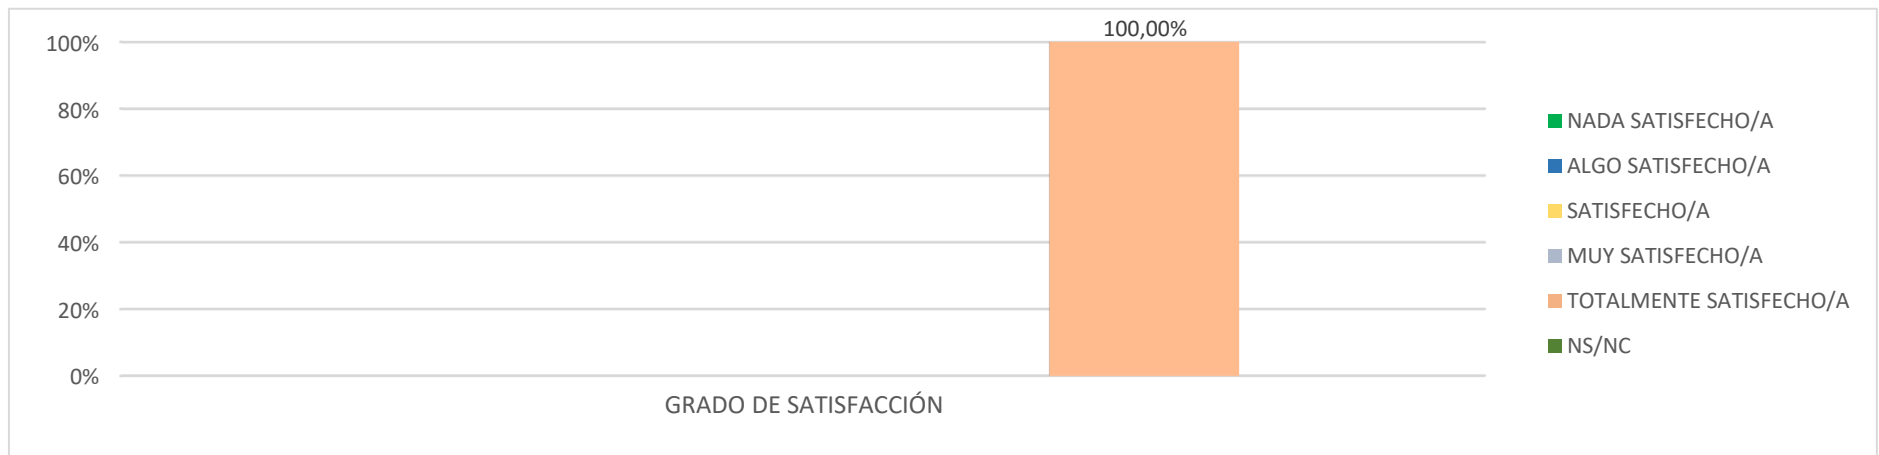 100,00%
100%
80%
60%
40%
20%
0%
GRADO DE SATISFACCIÓN
NADA SATISFECHO/A
ALGO SATISFECHO/A
SATISFECHO/A
MUY SATISFECHO/A
TOTALMENTE SATISFECHO/A
NS/NC